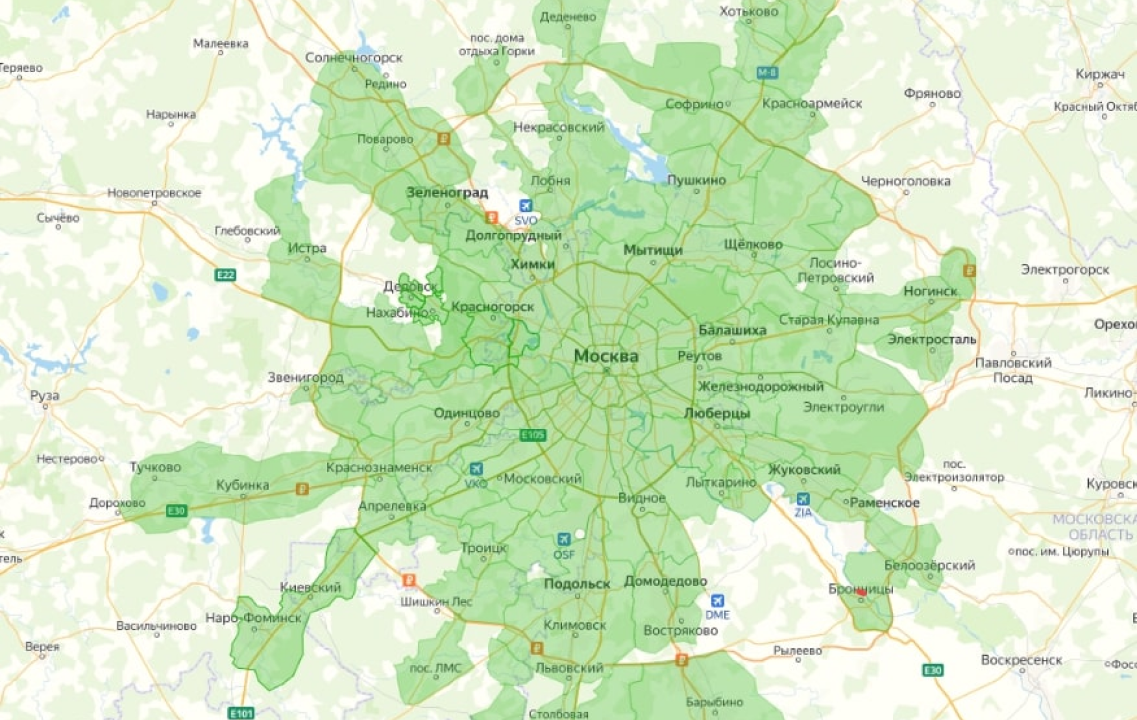 Деденево
Хотьково
Малеевка
пос. дома
отдыха Горки
Солнечногорск
Теряево
М-8
Киржач
Редино
Фряново
Софрино
Красноармейск
Красный Октя
Нарынка
Некрасовский
Поварово
Лобня
Пушкино
Черноголовка
Новопетровское
Зеленоград
SVO
Сычёво
Глебовский
Долгопрудный
Истра
Мытищи
Щёлково
Химки
Лосино-
Петровский
E22
Электрогорск
Дедовск
Ногинск
Нахабино
Красногорск
Старая Купавна
Орехо
Балашиха
Электросталь
Москва
Реутов
Павловский
Посад
Звенигород
Железнодорожный
Руза
Ликино-
Электроугли
Одинцово
Люберцы
E105
Нестерово
Тучково
Краснознаменск
Жуковский
пос.
Электроизолятор
VKO
Московский
Лыткарино
Кубинка
Куровск
Видное
ZIA
Раменское
Дорохово
E30
Апрелевка
МОСКОВСКА
ОБЛАСТЬ
Троицк
OSF
пос. им. Цюрупы
тель
Белоозёрский
Подольск
Домодедово
Киевский
Бронницы
Шишкин Лес
DME
Наро-Фоминск
Васильчиново
Климовск
Востряково
Верея
Рылеево
Воскресенск
пос. ЛМС
Львовский
E30
Барыбино
E101
Столбовая